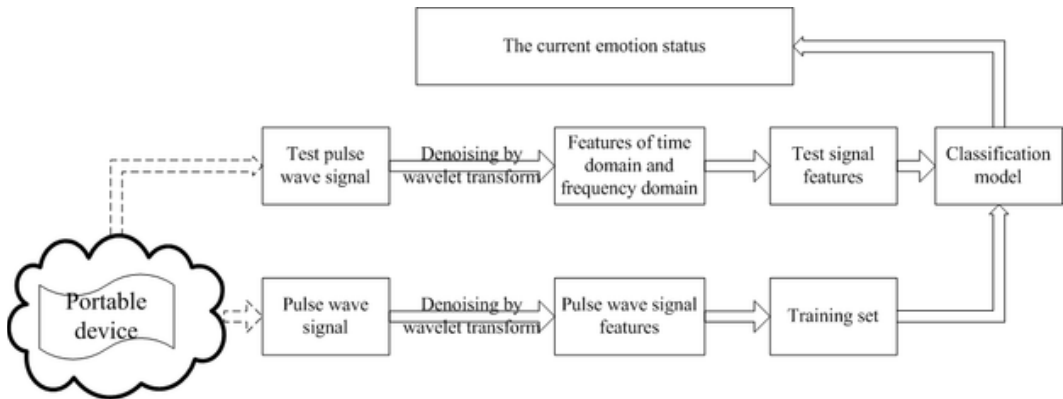 The current emotion status
Test pulse
wave signal
Denoising by
wavelet transform
Features of time
domain and
frequency domain
Test signal
features
Classification
model
Portable
device
Pulse wave
signal
Denoising by
wavelet transform
Pulse wave signal
features
Training set